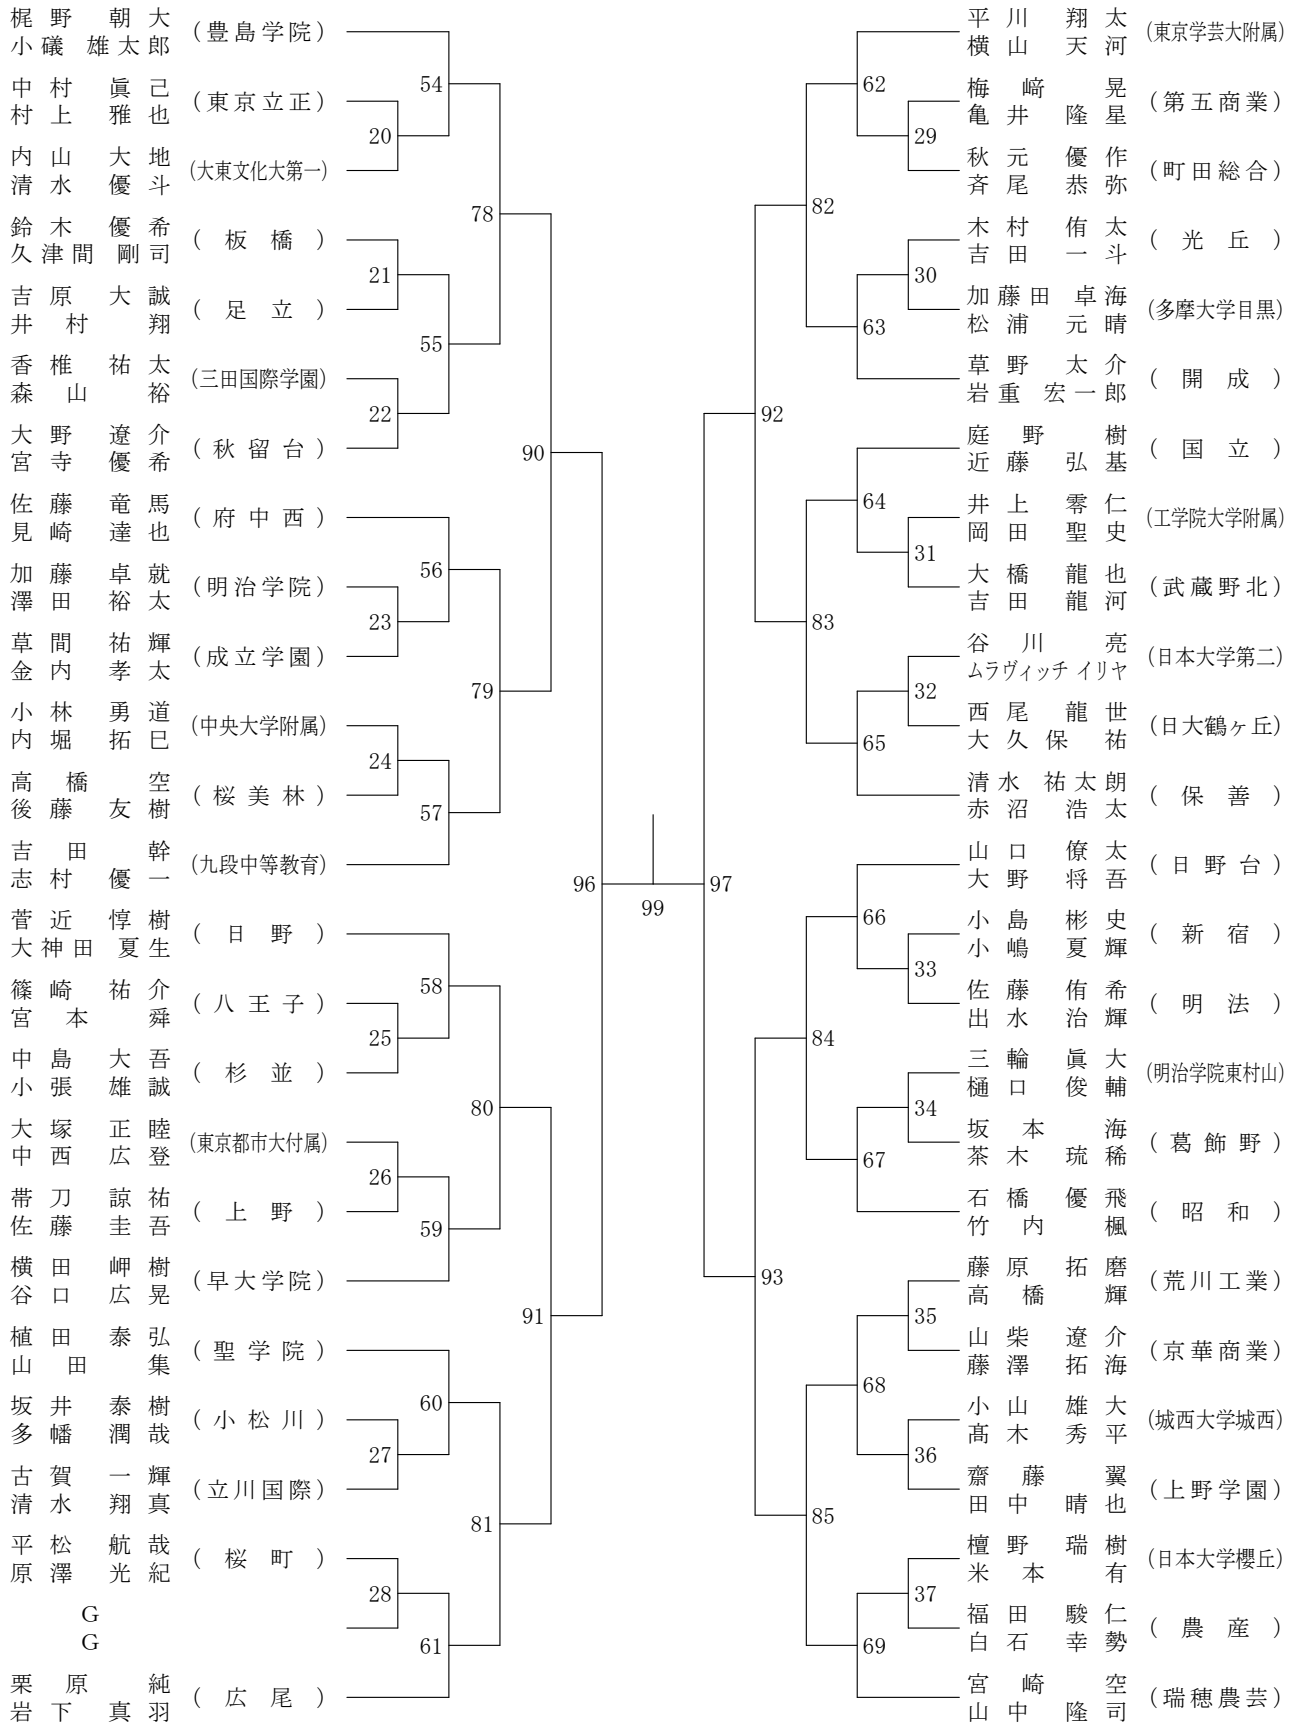 梶野 朝大
小礒 雄太郎
(豊島学院)
中村 眞己
村上 雅也
(東京立正)
内山 大地
清水 優斗
(大東文化大第一)
鈴木 優希
久津間 剛司
(板橋)
吉原 大誠
井村 翔
(足立)
香椎 祐太
森山 裕
(三田国際学園)
大野 遼介
宮寺 優希
(秋留台)
佐藤 竜馬
見崎 達也
(府中西)
加藤 卓就
澤田 裕太
(明治学院)
草間 祐輝
金内 孝太
(成立学園)
小林 勇道
内堀 拓巳
(中央大学附属)
高橋 空
後藤 友樹
(桜美林)
吉田 幹
志村 優一
(九段中等教育)
菅近 惇樹
大神田 夏生
(日野)
篠崎 祐介
宮本 舜
(八王子)
中島 大吾
小張 雄誠
(杉並)
大塚 正睦
中西 広登
(東京都市大付属)
帯刀 諒祐
佐藤 圭吾
(上野)
横田 岬樹
谷口 広晃
(早大学院)
植田 泰弘
山田 集
(聖学院)
坂井 泰樹
多幡 潤哉
(小松川)
古賀 一輝
清水 翔真
(立川国際)
平松 航哉
原澤 光紀
(桜町)
G
G
栗原 純
岩下 真羽
(広尾)
54
20
78
21
55
22
90
56
23
79
24
57
96
58
25
80
26
59
91
60
27
81
28
61
99
97
62
29
82
30
63
92
64
31
83
32
65
66
33
84
34
67
93
35
68
36
85
37
69
平川 翔太
横山 天河
(東京学芸大附属)
梅﨑 晃
亀井 隆星
(第五商業)
秋元 優作
斉尾 恭弥
(町田総合)
木村 侑太
吉田 一斗
(光丘)
加藤田 卓海
松浦 元晴
(多摩大学目黒)
草野 太介
岩重 宏一郎
(開成)
庭野 樹
近藤 弘基
(国立)
井上 零仁
岡田 聖史
(工学院大学附属)
大橋 龍也
吉田 龍河
(武蔵野北)
谷川 亮
ムラヴィッチ イリヤ
(日本大学第二)
西尾 龍世
大久保 祐
(日大鶴ヶ丘)
清水 祐太朗
赤沼 浩太
(保善)
山口 僚太
大野 将吾
(日野台)
小島 彬史
小嶋 夏輝
(新宿)
佐藤 侑希
出水 治輝
(明法)
三輪 眞大
樋口 俊輔
(明治学院東村山)
坂本 海
茶木 琉稀
(葛飾野)
石橋 優飛
竹内 楓
(昭和)
藤原 拓磨
高橋 輝
(荒川工業)
山柴 遼介
藤澤 拓海
(京華商業)
小山 雄大
髙木 秀平
(城西大学城西)
齋藤 翼
田中 晴也
(上野学園)
檀野 瑞樹
米本 有
(日本大学櫻丘)
福田 駿仁
白石 幸勢
(農産)
宮崎 空
山中 隆司
(瑞穂農芸)